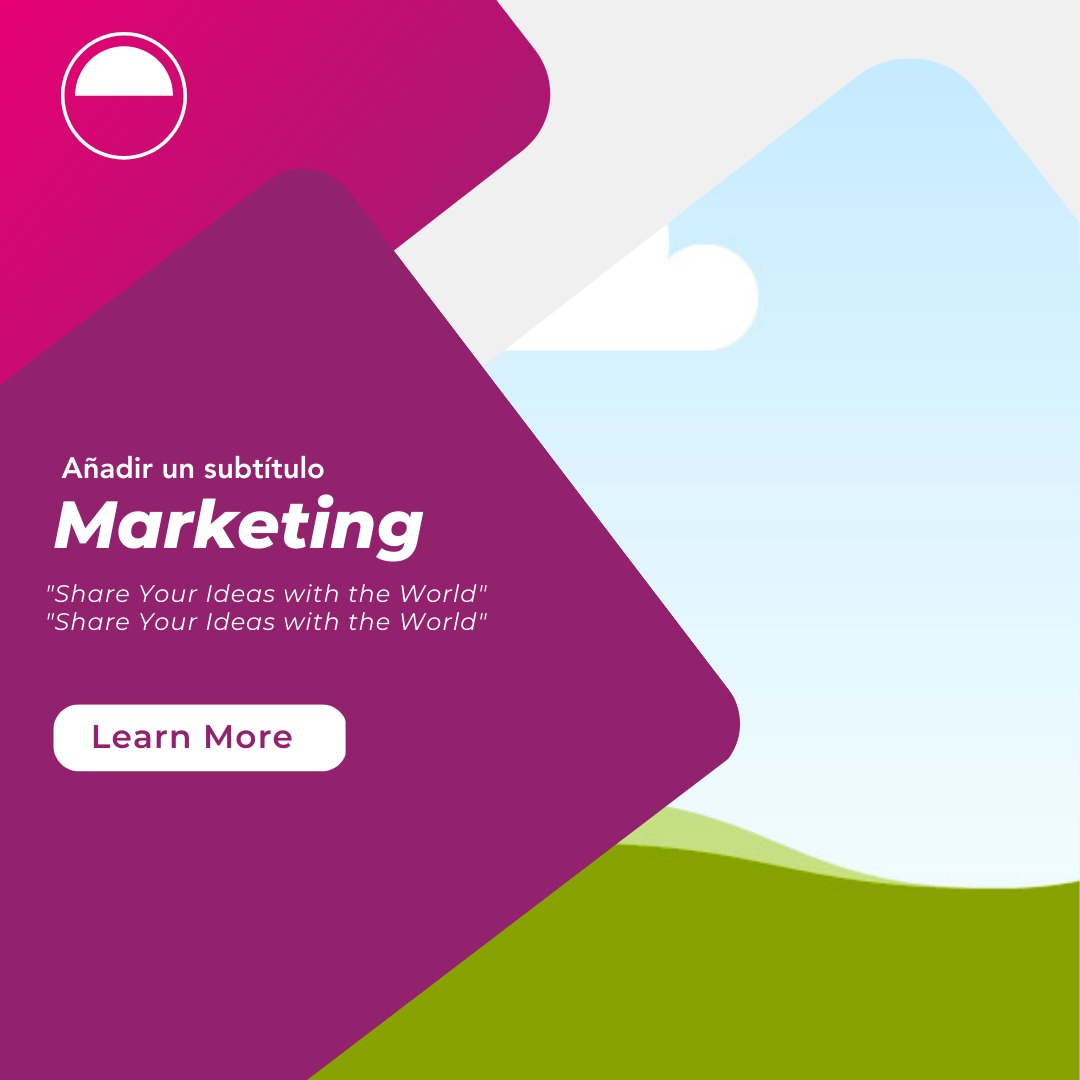 Añadir un subtítulo
Marketing
"Share Your Ideas with the World"
"Share Your Ideas with the World"
Learn More